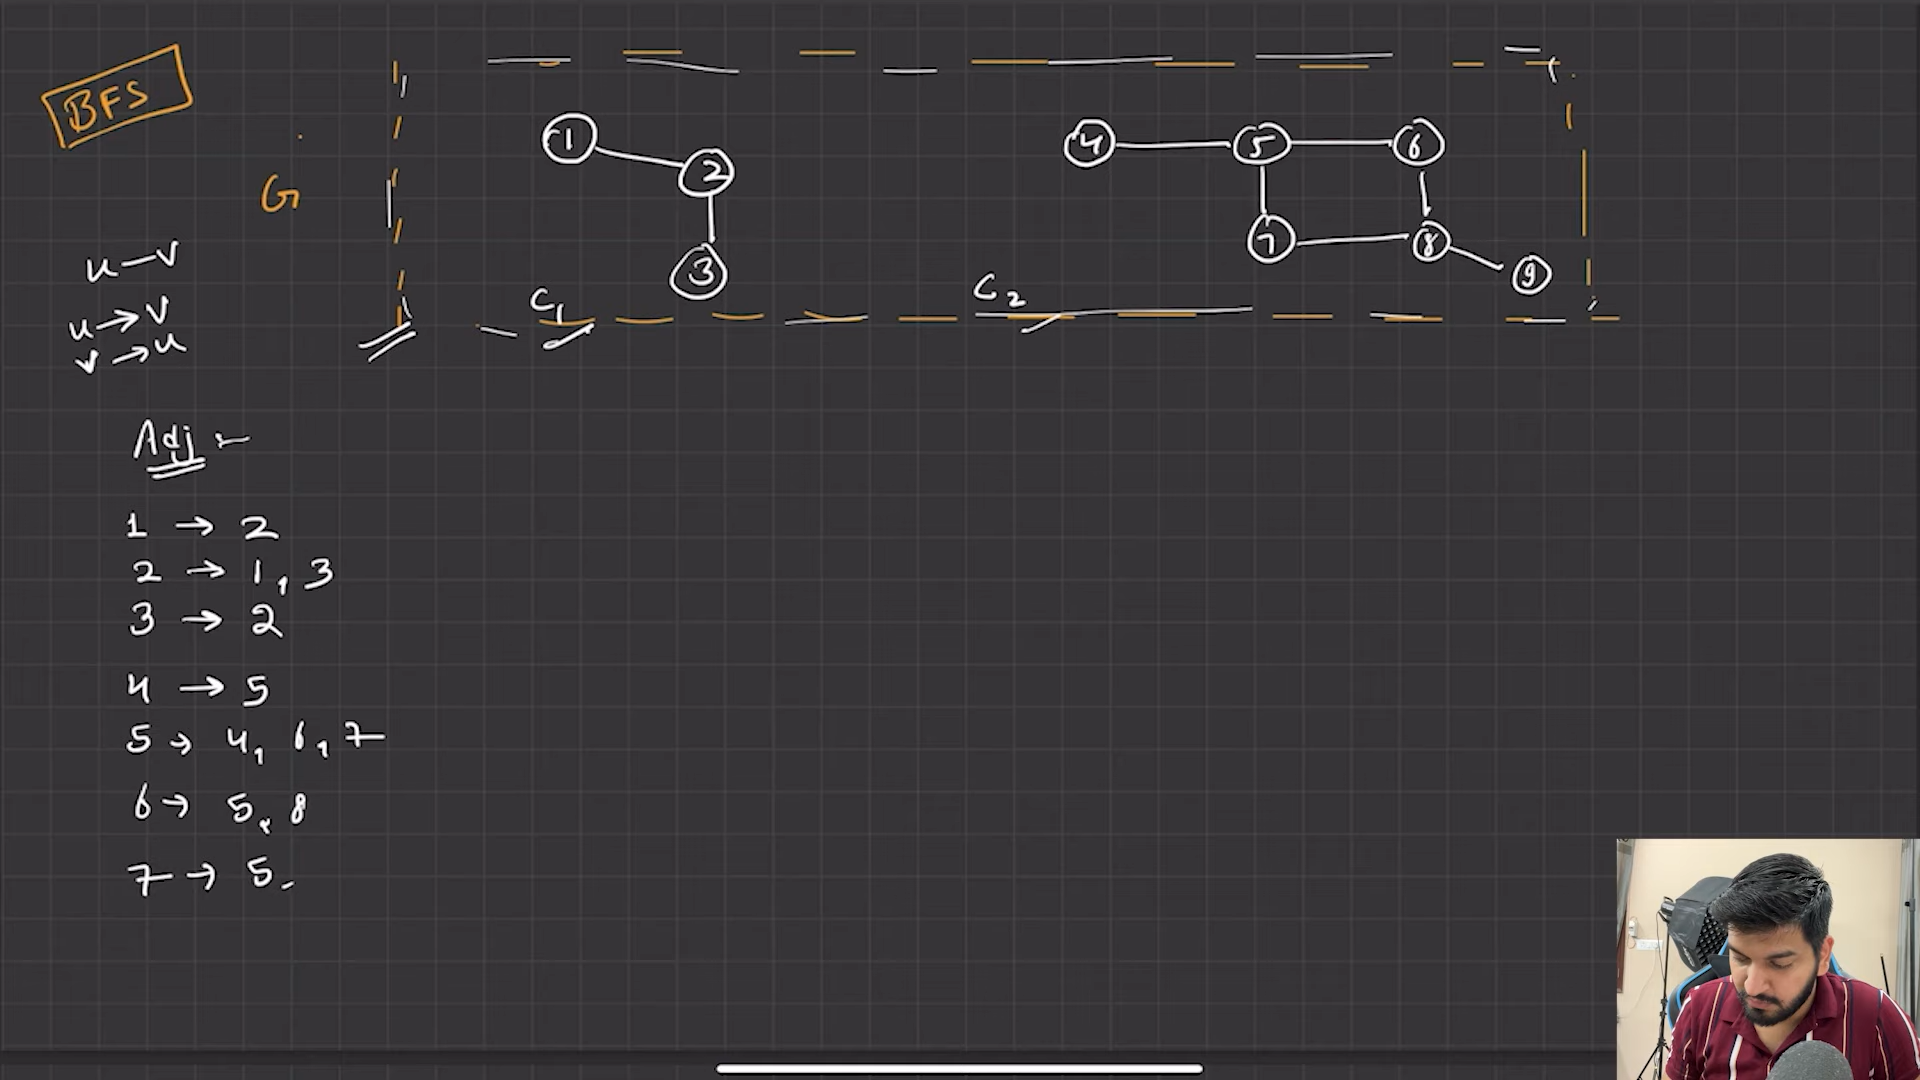 BFS
G
1
2
3
4
5
6
7
8
9
C1
C2
u—v
u→v
v→u
Adj :-
1 → 2
2 → 1, 3
3 → 2
4 → 5
5 → 4, 6, 7
6 → 5, 8
7 → 5,